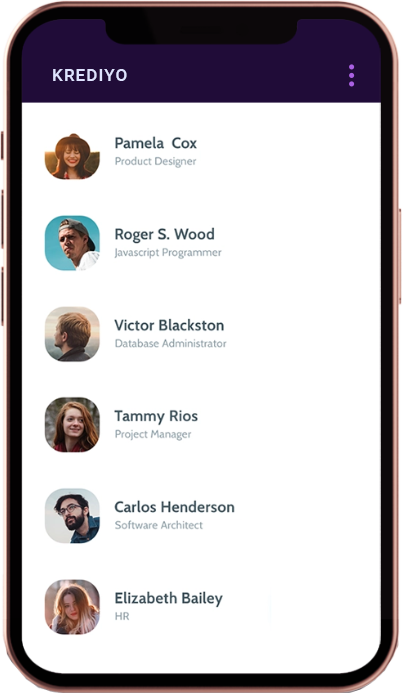 KREDIYO
Pamela Cox
Product Designer
Roger S. Wood
Javascript Programmer
Victor Blackston
Database Administrator
Tammy Rios
Project Manager
Carlos Henderson
Software Architect
Elizabeth Bailey
HR